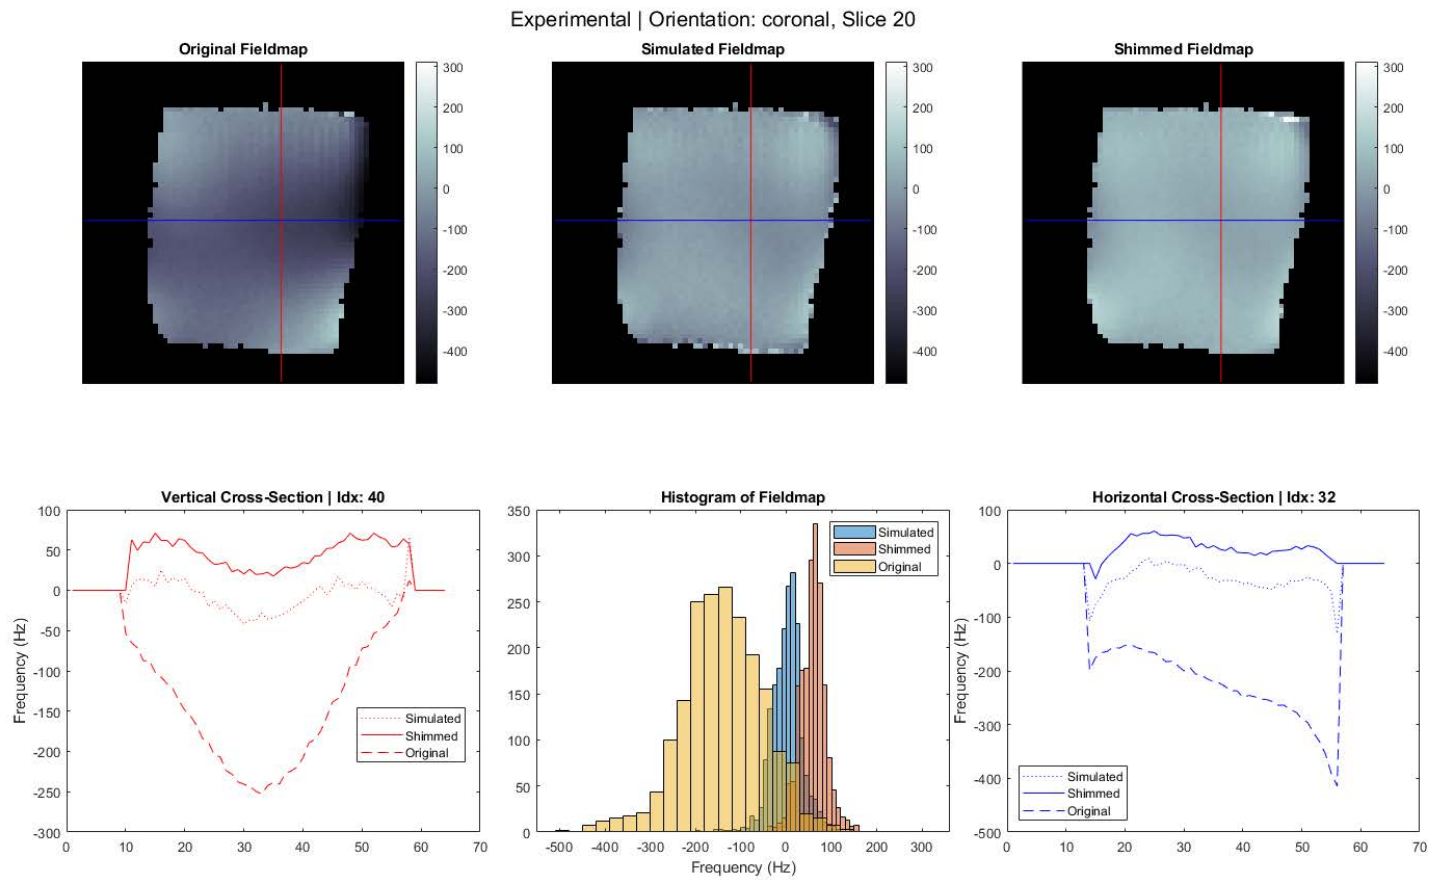 Experimental | Orientation: coronal, Slice 20
Original Fieldmap
Simulated Fieldmap
Shimmed Fieldmap
300
200
100
0
-100
-200
-300
-400
300
200
100
0
-100
-200
-300
-400
300
200
100
0
-100
-200
-300
-400
Vertical Cross-Section | Idx: 40
100
50
0
-50
-100
-150
-200
-250
-300
Frequency (Hz)
Simulated
Shimmed
Original
0 10 20 30 40 50 60 70
Histogram of Fieldmap
350
300
250
200
150
100
50
0
Simulated
Shimmed
Original
-500 -400 -300 -200 -100 0 100 200 300
Frequency (Hz)
Horizontal Cross-Section | Idx: 32
100
0
-100
-200
-300
-400
-500
Frequency (Hz)
Simulated
Shimmed
Original
0 10 20 30 40 50 60 70